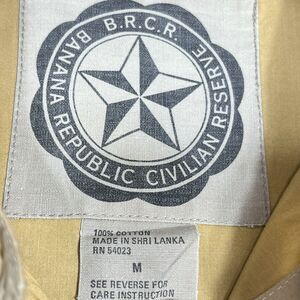 B.R.C.R.
BANANA REPUBLIC CIVILIAN RESERVE
100% COTTON
MADE IN SHRI LANKA
RN 54023
M
SEE REVERSE FOR
CARE INSTRUCTION